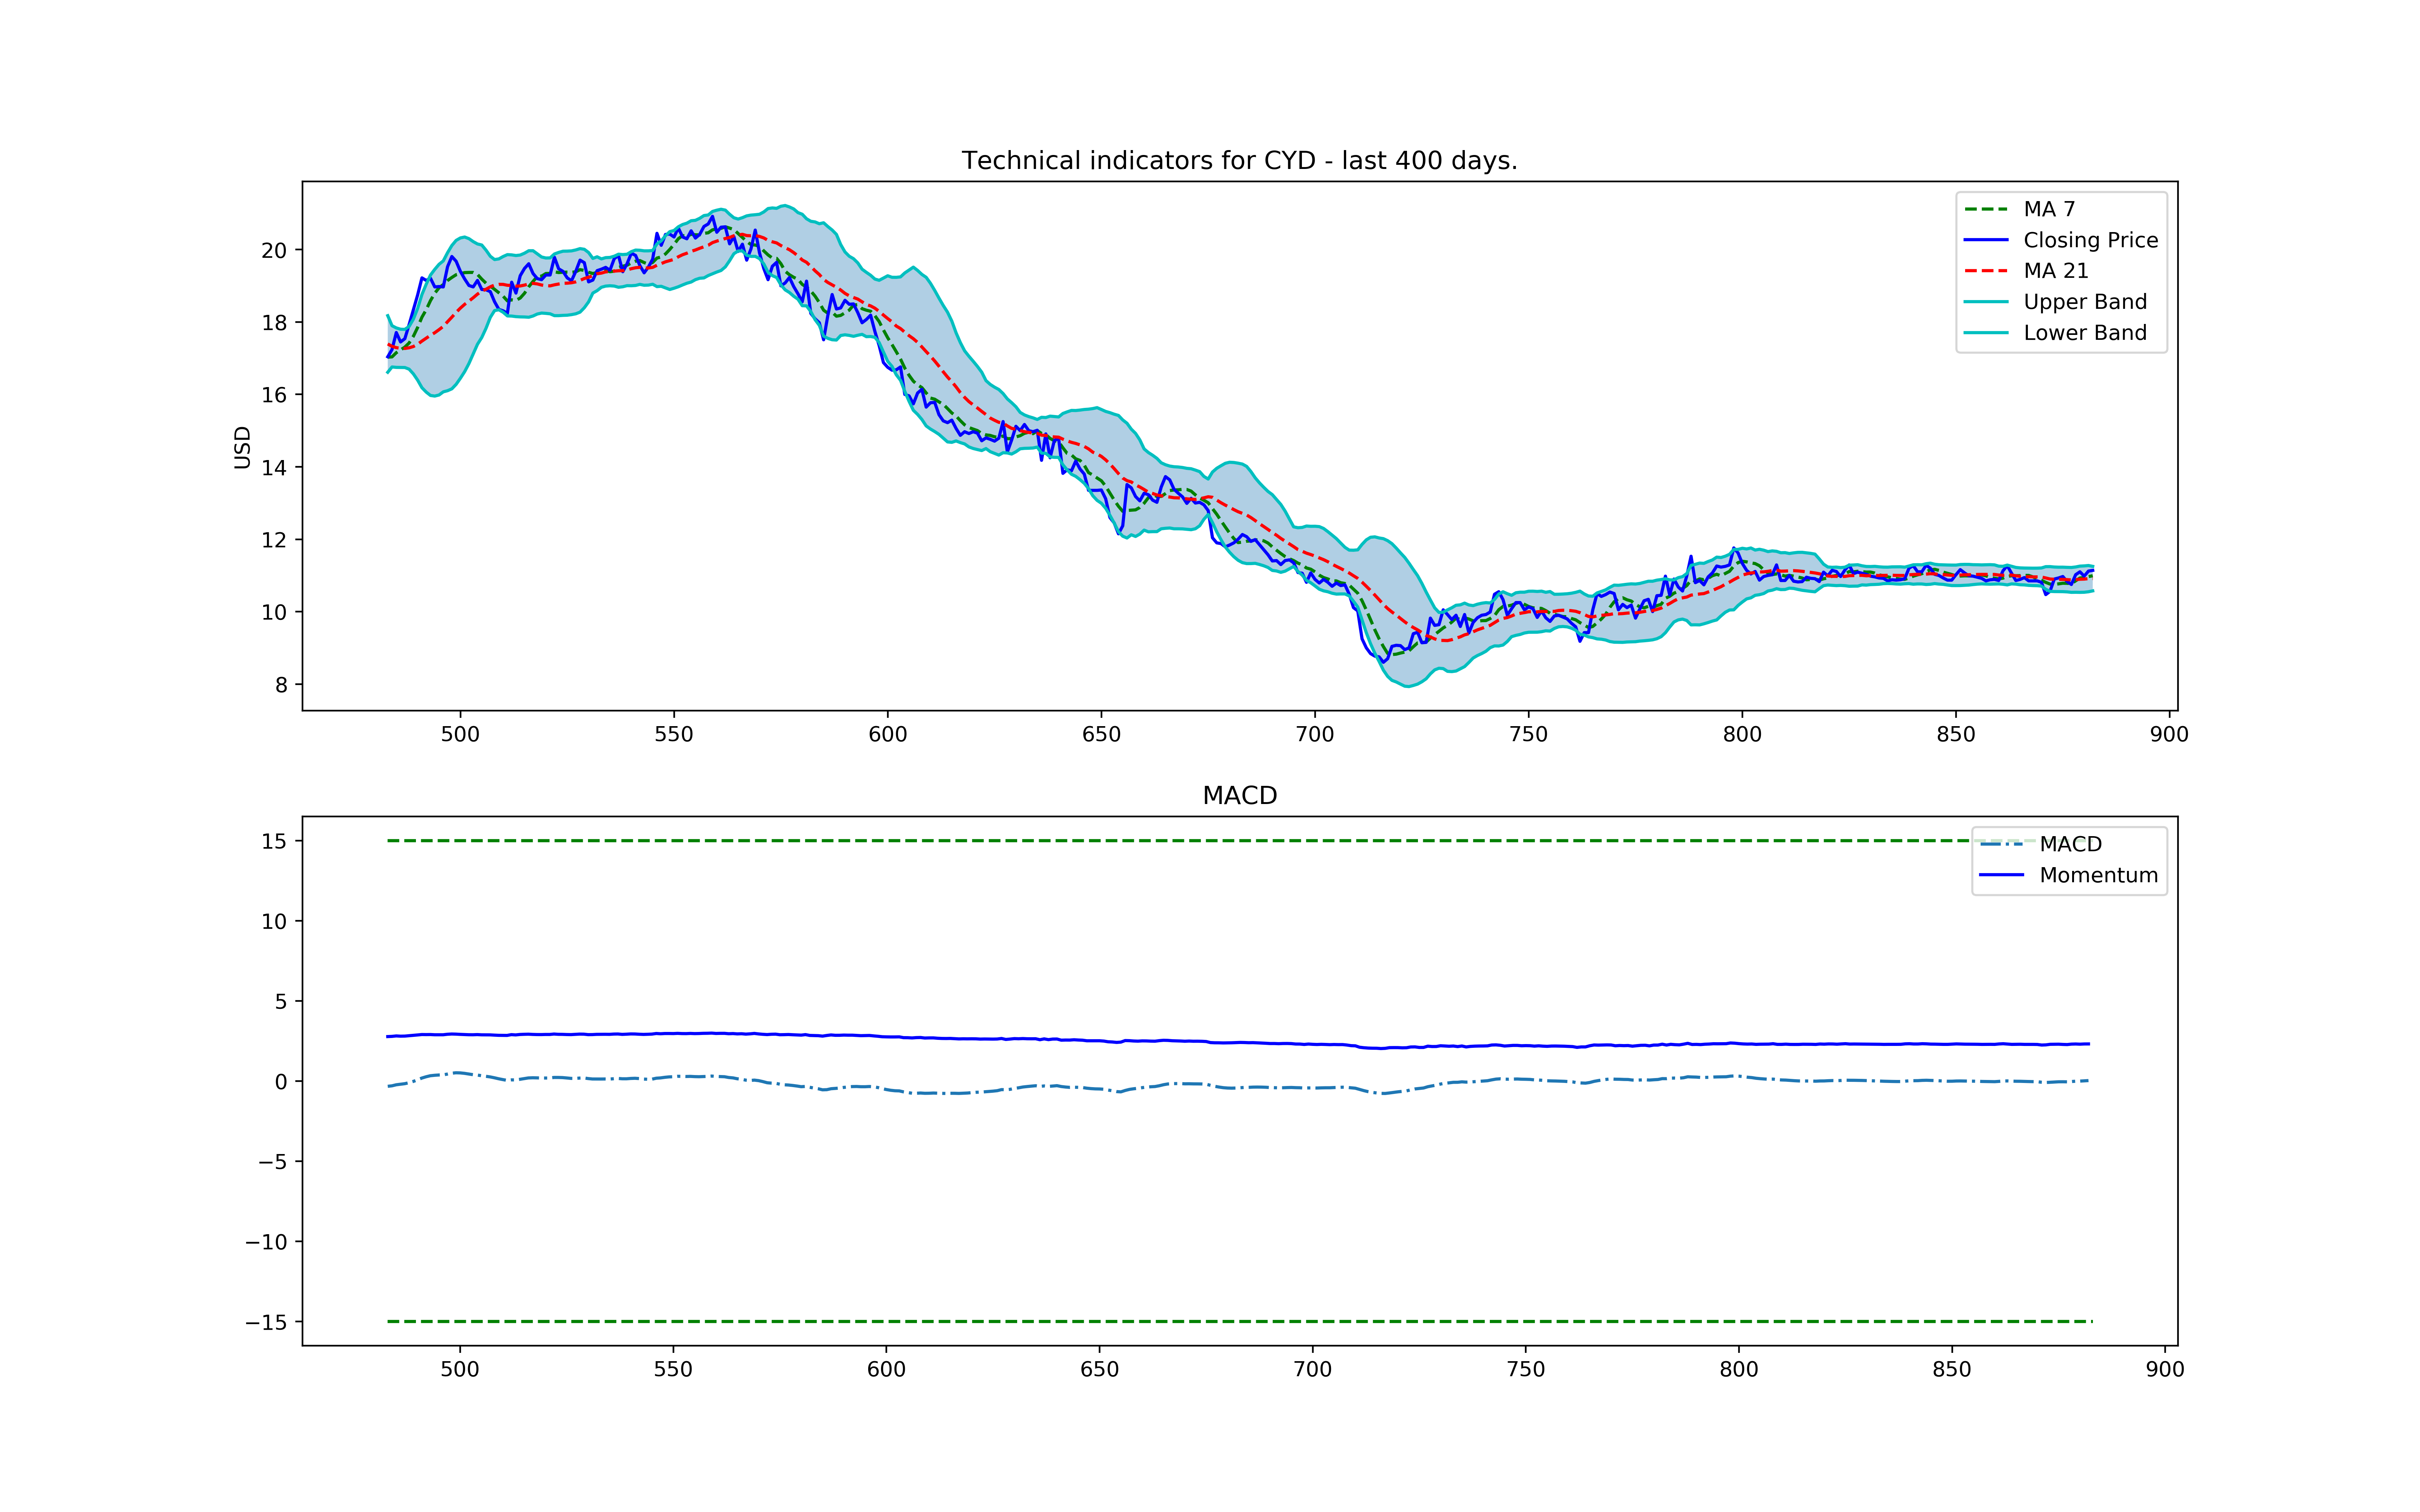 Technical indicators for CYD - last 400 days.
MA 7
Closing Price
MA 21
Upper Band
Lower Band
USD
20
18
16
14
12
10
8
500 550 600 650 700 750 800 850 900
MACD
MACD
Momentum
15
10
5
0
−5
−10
−15
500 550 600 650 700 750 800 850 900